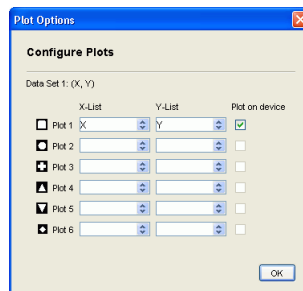 Plot Options
Configure Plots
Data Set 1: (X, Y)
X-List Y-List Plot on device
Plot 1 X Y
Plot 2
Plot 3
Plot 4
Plot 5
Plot 6
OK